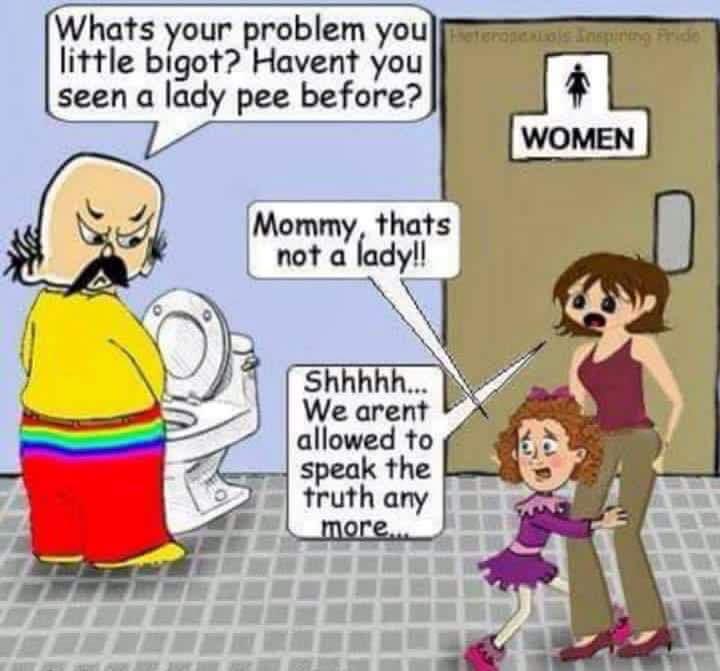 Whats your problem you
little bigot? Havent you
seen a lady pee before?
Heterosexuals Inspiring Pride
WOMEN
Mommy, thats
not a lady!!
Shhhhh...
We arent
allowed to
speak the
truth any
more...